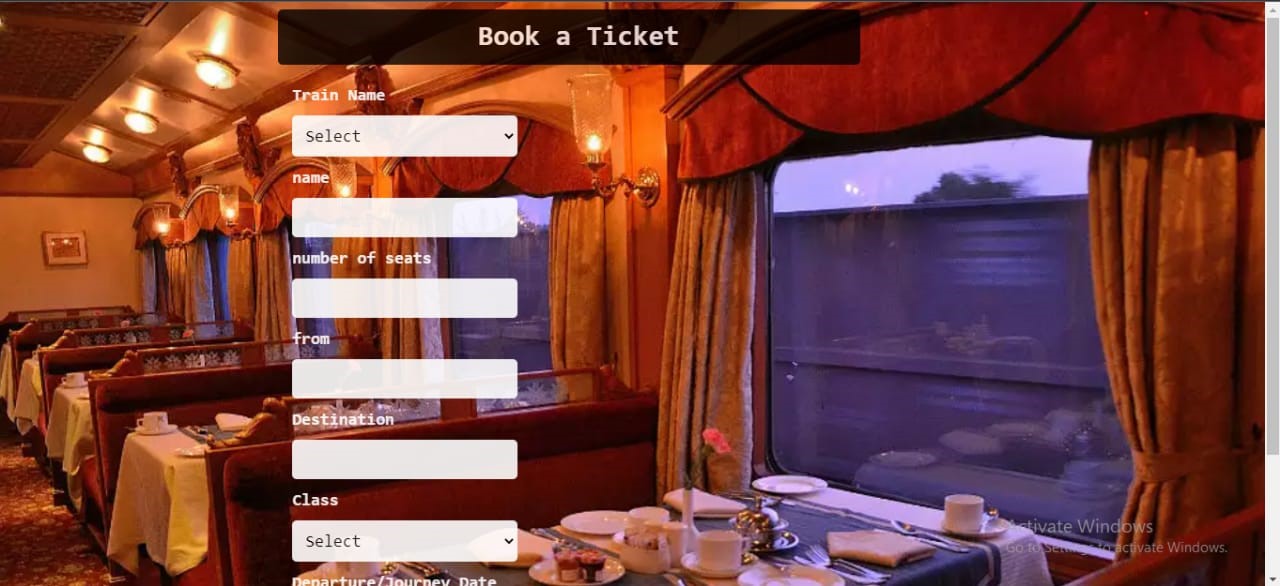 Book a Ticket
Train Name
Select
name
number of seats
from
Destination
Class
Select
Departure/Journey Date
Activate Windows
Go to Settings to activate Windows.